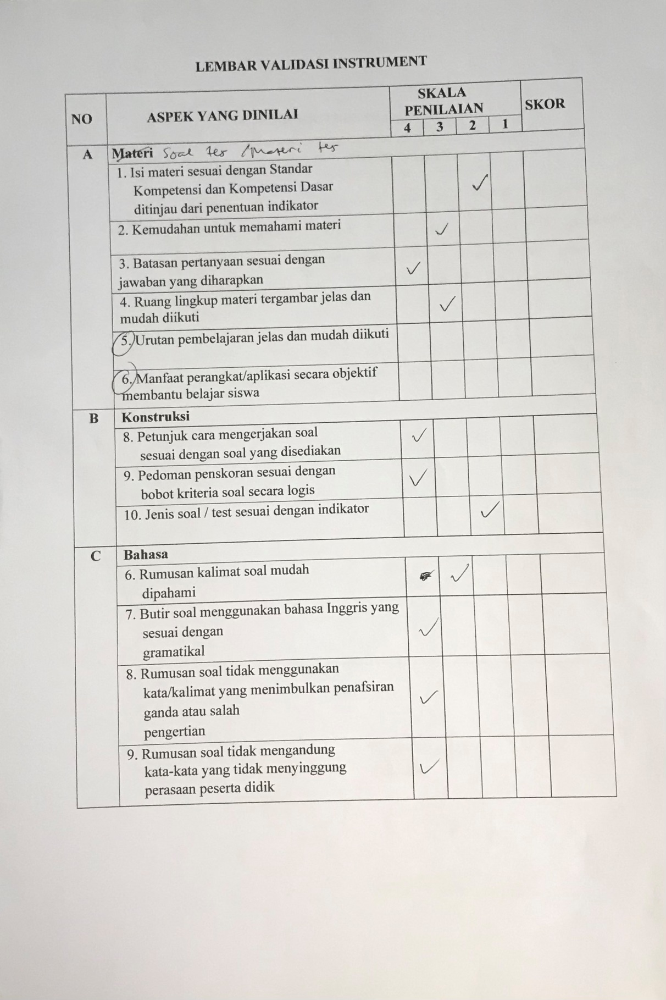 LEMBAR VALIDASI INSTRUMENT
NO
ASPEK YANG DINILAI
SKALA
PENILAIAN
SKOR
4 3 2 1
A Materi Soal tes / Materi tes
1. Isi materi sesuai dengan Standar
Kompetensi dan Kompetensi Dasar
ditinjau dari penentuan indikator
✓
2. Kemudahan untuk memahami materi
✓
3. Batasan pertanyaan sesuai dengan
jawaban yang diharapkan
✓
4. Ruang lingkup materi tergambar jelas dan
mudah diikuti
✓
5. Urutan pembelajaran jelas dan mudah diikuti
6. Manfaat perangkat/aplikasi secara objektif
membantu belajar siswa
B Konstruksi
8. Petunjuk cara mengerjakan soal
sesuai dengan soal yang disediakan
✓
9. Pedoman penskoran sesuai dengan
bobot kriteria soal secara logis
✓
10. Jenis soal / test sesuai dengan indikator
✓
C Bahasa
6. Rumusan kalimat soal mudah
dipahami
✓
7. Butir soal menggunakan bahasa Inggris yang
sesuai dengan
gramatikal
✓
8. Rumusan soal tidak menggunakan
kata/kalimat yang menimbulkan penafsiran
ganda atau salah
pengertian
✓
9. Rumusan soal tidak mengandung
kata-kata yang tidak menyinggung
perasaan peserta didik
✓